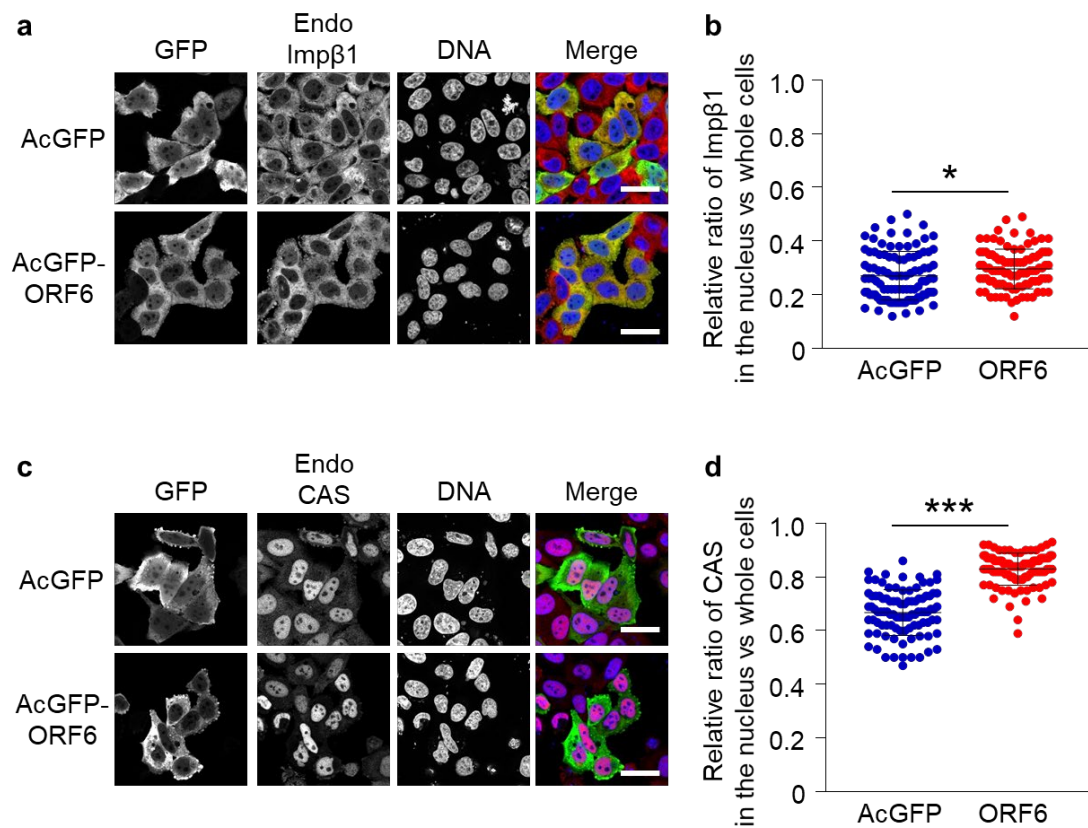 a
GFP
Endo
Impβ1
DNA
Merge
AcGFP
AcGFP-
ORF6
b
Relative ratio of Impβ1
in the nucleus vs whole cells
1.0
0.8
0.6
0.4
0.2
0
*
AcGFP
ORF6
c
GFP
Endo
CAS
DNA
Merge
AcGFP
AcGFP-
ORF6
d
Relative ratio of CAS
in the nucleus vs whole cells
1.0
0.8
0.6
0.4
0.2
0
***
AcGFP
ORF6